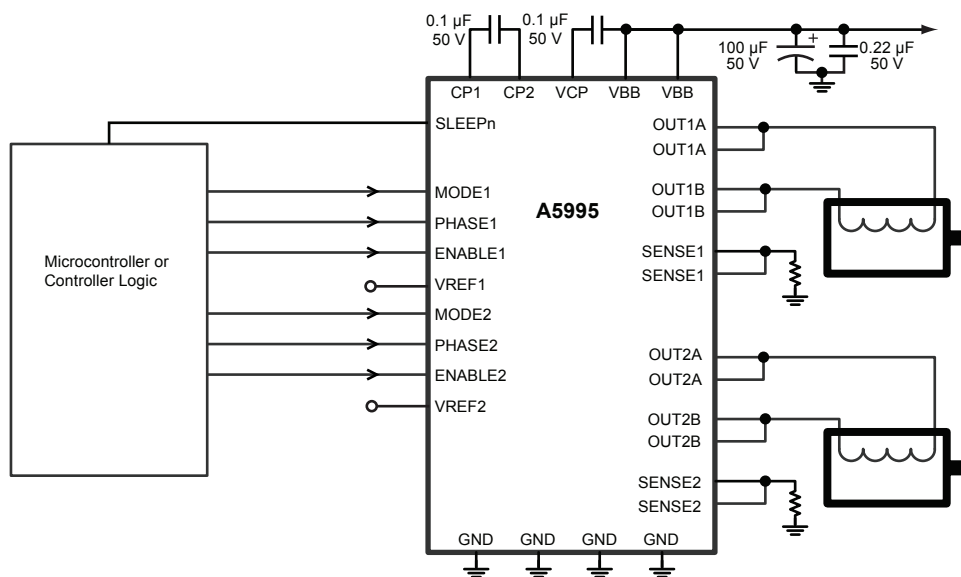 0.1 µF
50 V
0.1 µF
50 V
100 µF
50 V
+
0.22 µF
50 V
CP1
CP2
VCP
VBB
VBB
SLEEPn
MODE1
PHASE1
ENABLE1
VREF1
MODE2
PHASE2
ENABLE2
VREF2
Microcontroller or
Controller Logic
A5995
OUT1A
OUT1A
OUT1B
OUT1B
SENSE1
SENSE1
OUT2A
OUT2A
OUT2B
OUT2B
SENSE2
SENSE2
GND
GND
GND
GND